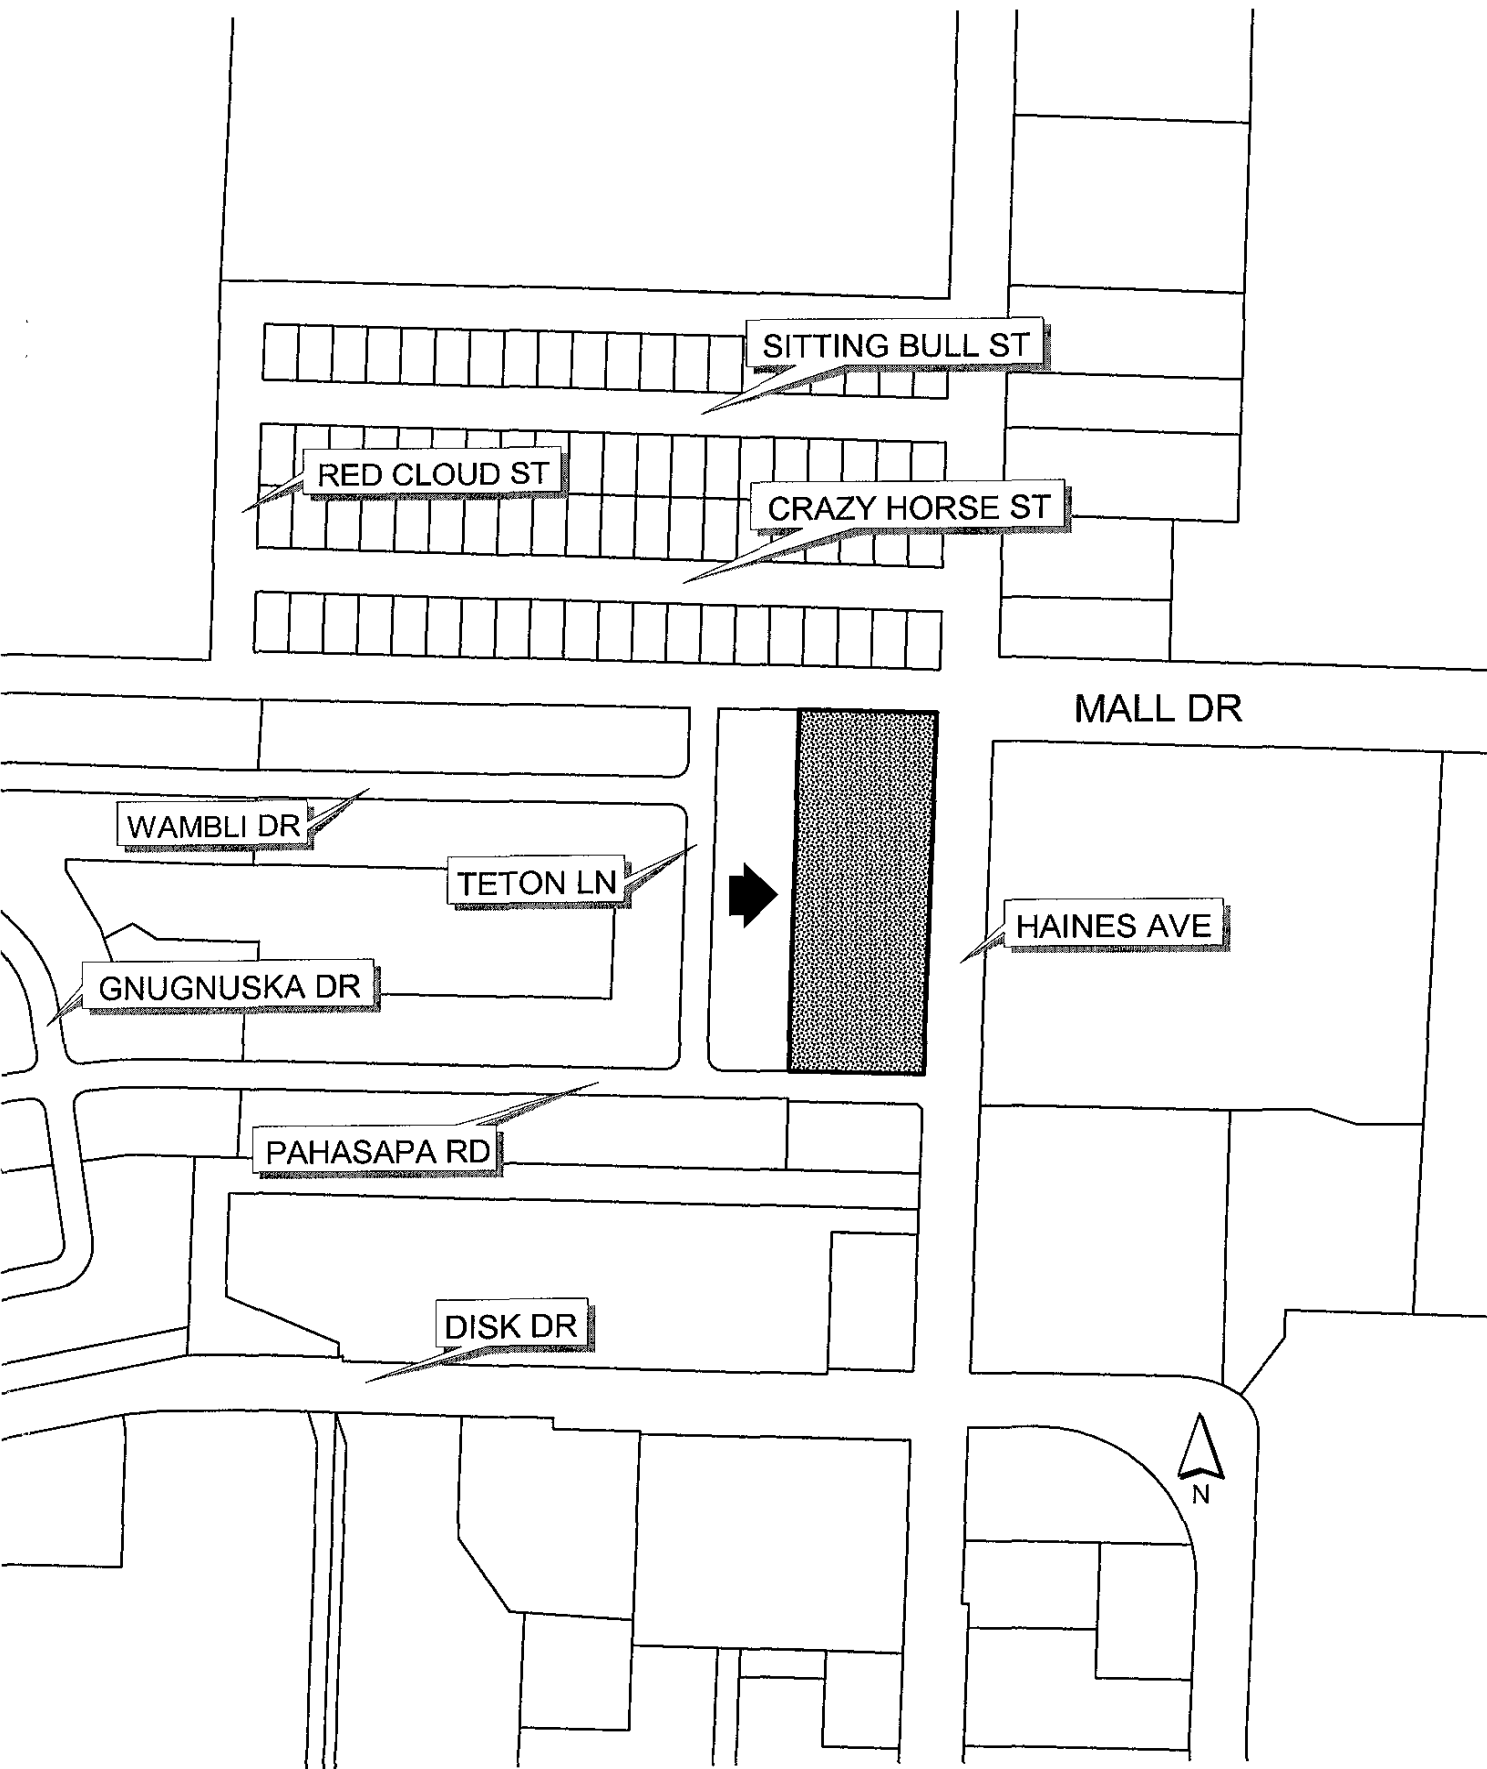 SITTING BULL ST
RED CLOUD ST
CRAZY HORSE ST
MALL DR
WAMBLI DR
TETON LN
HAINES AVE
GNUGNUSKA DR
PAHASAPA RD
DISK DR
N